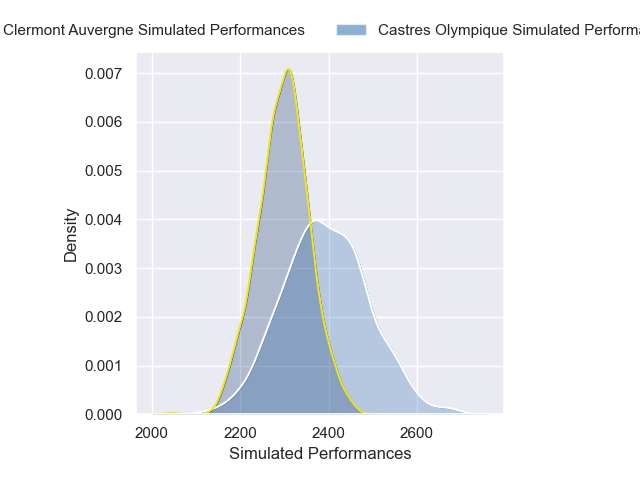 Clermont Auvergne Simulated Performances
Castres Olympique Simulated Performa
0.007
0.006
0.005
0.004
0.003
0.002
0.001
0.000
Density
2000 2200 2400 2600
Simulated Performances